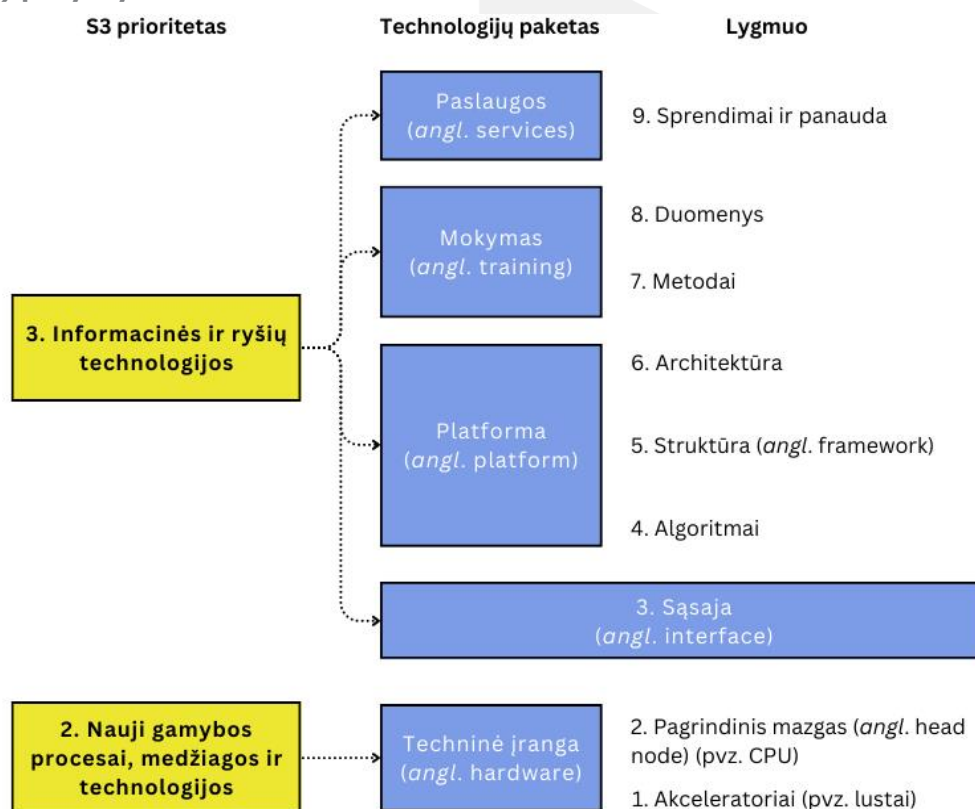 S3 prioritetas
Technologijų paketas
Lygmuo
Paslaugos
(angl. services)
9. Sprendimai ir panauda
Mokymas
(angl. training)
8. Duomenys
7. Metodai
3. Informacinės ir ryšių
technologijos
Platforma
(angl. platform)
6. Architektūra
5. Struktūra (angl. framework)
4. Algoritmai
3. Sąsaja
(angl. interface)
2. Nauji gamybos
procesai, medžiagos ir
technologijos
Techninė įranga
(angl. hardware)
2. Pagrindinis mazgas (angl. head
node) (pvz. CPU)
1. Akceleratoriai (pvz. lustai)